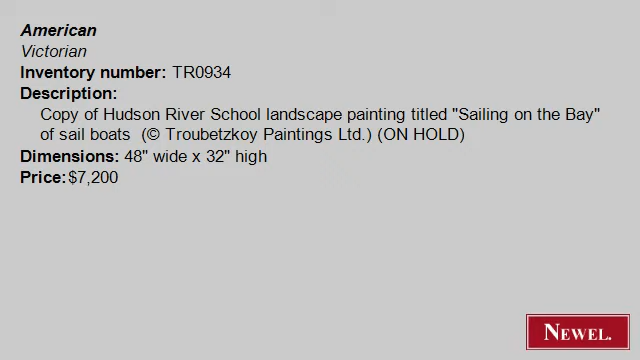 American
Victorian
Inventory number: TR0934
Description:
Copy of Hudson River School landscape painting titled "Sailing on the Bay"
of sail boats (© Troubetzkoy Paintings Ltd.) (ON HOLD)
Dimensions: 48" wide x 32" high
Price:$7,200
NEWEL.